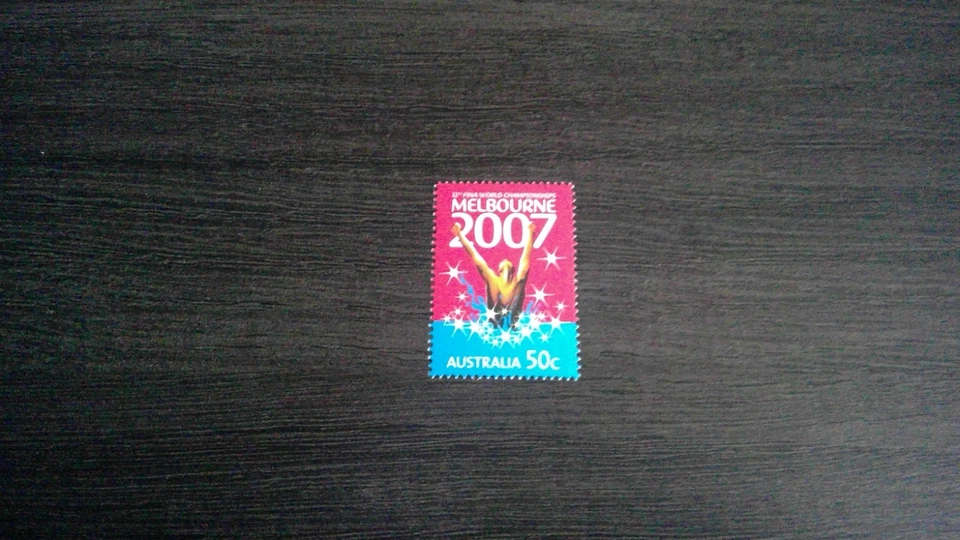 12TH FINA WORLD CHAMPIONSHIPS
MELBOURNE
2007
AUSTRALIA 50c